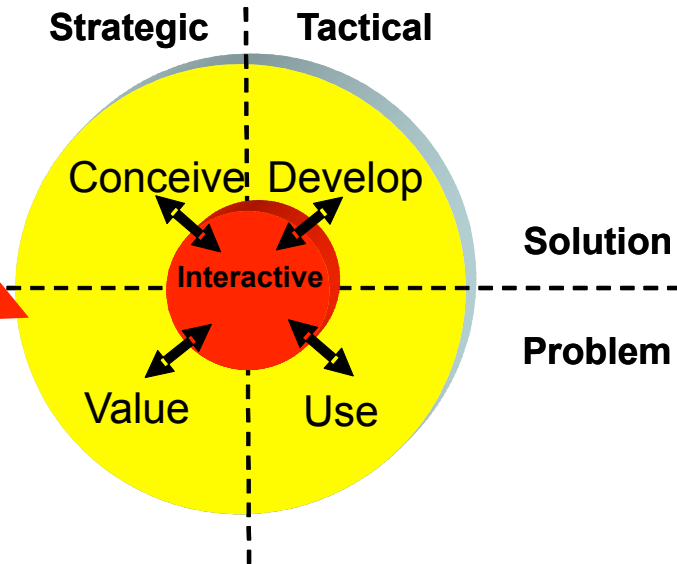 Strategic Tactical
Conceive Develop
Solution
Interactive
Problem
Value Use